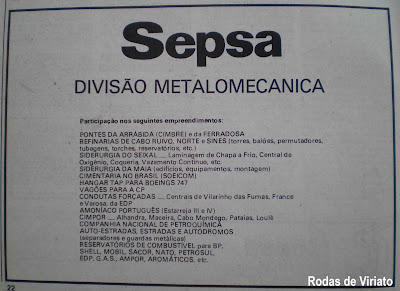 Sepsa
DIVISÃO METALOMECANICA
Participação nos seguintes empreendimentos:
PONTES DA ARRÁBIDA (CIMBRE) e da FERRADOSA
REFINARIAS DE CABO RUIVO, NORTE e SINES (torres, balões, permutadores,
tubagens, torches, reservatórios, etc.)
SIDERURGIA DO SEIXAL ... Laminagem de Chapa a Frio, Central de
Oxigénio, Coqueria, Vazamento Contínuo, etc.
SIDERURGIA DA MAIA (edifícios, equipamentos, montagem)
CIMENTARIA NO BRASIL (SOEICOM)
HANGAR TAP PARA BOEINGS 747
VAGÕES PARA A CP
CONDUTAS FORÇADAS ... Centrais de Vilarinho das Furnas, France
e Varosa, da EDP
AMONÍACO PORTUGUÊS (Estarreja III e IV)
CIMPOR ... Alhandra, Maceira, Cabo Mondego, Pataias, Loulé
COMPANHIA NACIONAL DE PETROQUÍMICA
AUTO-ESTRADAS, ESTRADAS E AUTÓDROMOS
(separadores e guardas metálicas)
RESERVATÓRIOS DE COMBUSTÍVEL para BP,
SHELL, MOBIL, SACOR, NATO, PETROSUL,
EDP, G.A.S., AMPOR, AROMÁTICOS, etc.
22
Rodas de Viriato